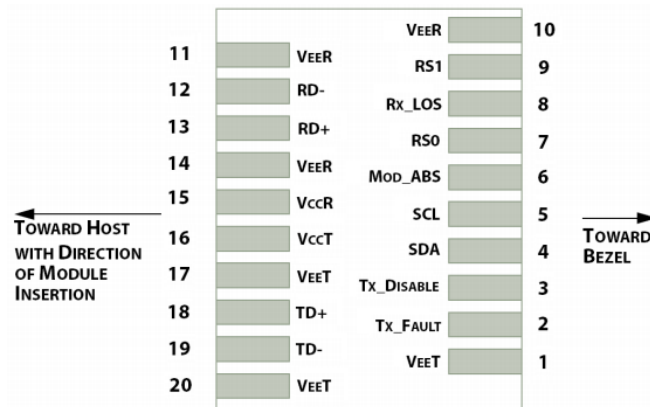 VEER 10
11 VEER
RS1 9
12 RD-
RX_LOS 8
13 RD+
RS0 7
14 VEER
MOD_ABS 6
15 VCCR
SCL 5
TOWARD HOST
WITH DIRECTION
OF MODULE
INSERTION
16 VCCT
SDA 4
TOWARD
BEZEL
17 VEET
TX_DISABLE 3
18 TD+
TX_FAULT 2
19 TD-
VEET 1
20 VEET